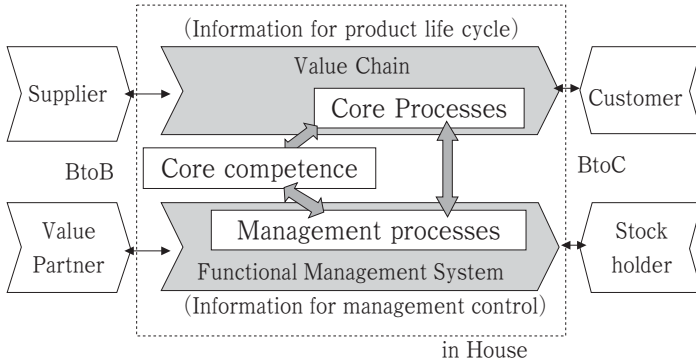 (Information for product life cycle)
Value Chain
Supplier
Core Processes
Customer
BtoB
Core competence
BtoC
Value
Partner
Management processes
Stock
holder
Functional Management System
(Information for management control)
in House